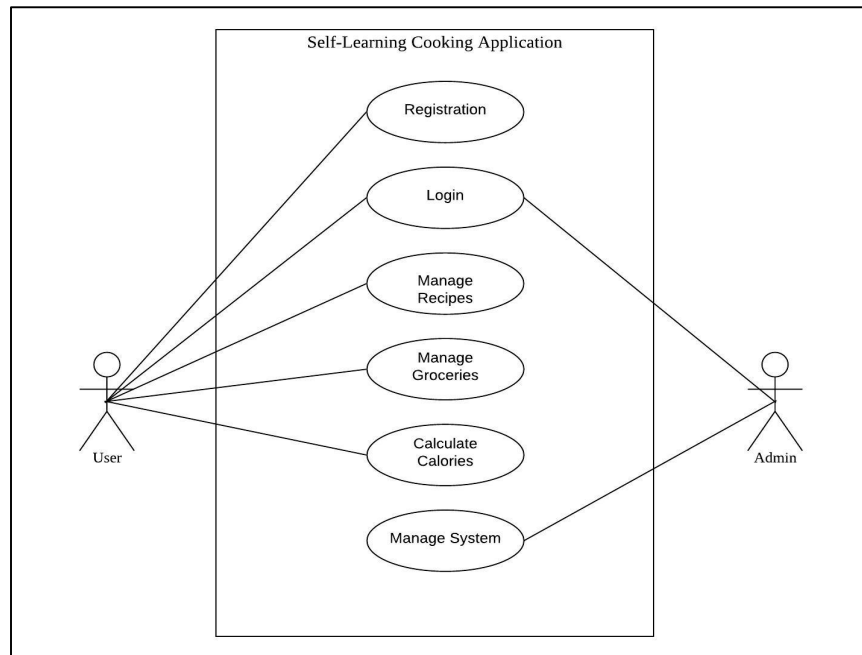 Self-Learning Cooking Application
Registration
Login
Manage
Recipes
Manage
Groceries
Calculate
Calories
Manage System
User
Admin